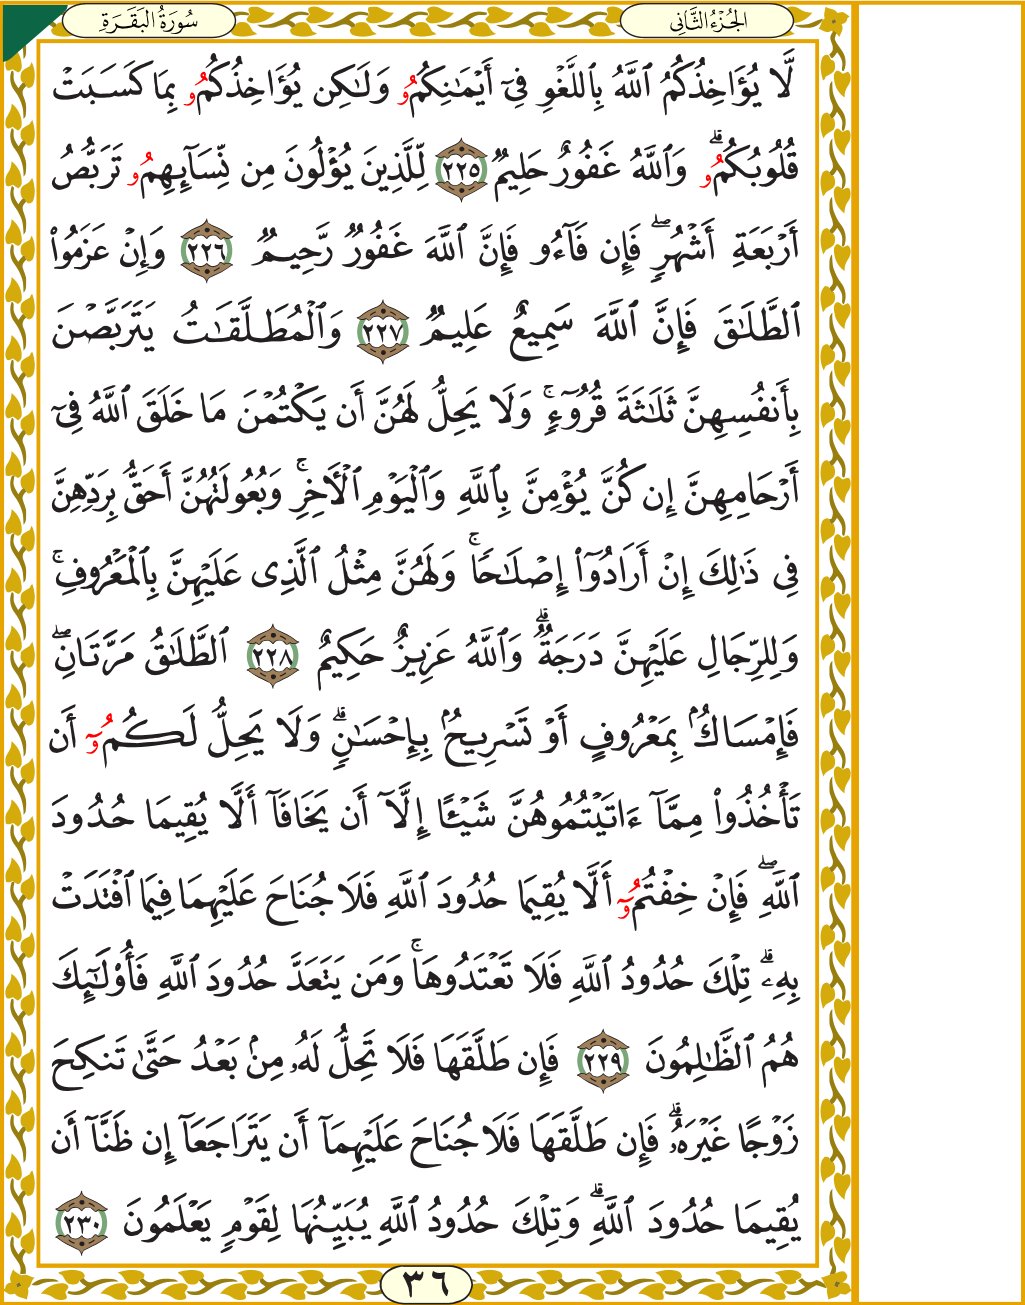 الجُزْءُ الثَّانِي
سُورَةُ البَقَرَةِ
لَّا يُؤَاخِذُكُمُ ٱللَّهُ بِٱللَّغْوِ فِىٓ أَيْمَٰنِكُمُۥ وَلَٰكِن يُؤَاخِذُكُمُۥ بِمَا كَسَبَتْ
قُلُوبُكُمُۥۗ وَٱللَّهُ غَفُورٌ حَلِيمٌ ٢٢٥ لِّلَّذِينَ يُؤْلُونَ مِن نِّسَآئِهِمُۥ تَرَبُّصُ
أَرْبَعَةِ أَشْهُرٍۖ فَإِن فَآءُو فَإِنَّ ٱللَّهَ غَفُورٌ رَّحِيمٌ ٢٢٦ وَإِنْ عَزَمُوا۟
ٱلطَّلَٰقَ فَإِنَّ ٱللَّهَ سَمِيعٌ عَلِيمٌ ٢٢٧ وَٱلْمُطَلَّقَٰتُ يَتَرَبَّصْنَ
بِأَنفُسِهِنَّ ثَلَٰثَةَ قُرُوٓءٍۚ وَلَا يَحِلُّ لَهُنَّ أَن يَكْتُمْنَ مَا خَلَقَ ٱللَّهُ فِىٓ
أَرْحَامِهِنَّ إِن كُنَّ يُؤْمِنَّ بِٱللَّهِ وَٱلْيَوْمِ ٱلْأَخِرِۚ وَبُعُولَتُهُنَّ أَحَقُّ بِرَدِّهِنَّ
فِى ذَٰلِكَ إِنْ أَرَادُوٓا۟ إِصْلَٰحًاۚ وَلَهُنَّ مِثْلُ ٱلَّذِى عَلَيْهِنَّ بِٱلْمَعْرُوفِۚ
وَلِلرِّجَالِ عَلَيْهِنَّ دَرَجَةٌۗ وَٱللَّهُ عَزِيزٌ حَكِيمٌ ٢٢٨ ٱلطَّلَٰقُ مَرَّتَانِۖ
فَإِمْسَاكٌۢ بِمَعْرُوفٍ أَوْ تَسْرِيحٌۢ بِإِحْسَٰنٍۗ وَلَا يَحِلُّ لَكُمُۥٓ أَن
تَأْخُذُوا۟ مِمَّآ ءَاتَيْتُمُوهُنَّ شَيْـًٔا إِلَّآ أَن يَخَافَآ أَلَّا يُقِيمَا حُدُودَ
ٱللَّهِۖ فَإِنْ خِفْتُمُۥٓ أَلَّا يُقِيمَا حُدُودَ ٱللَّهِ فَلَا جُنَاحَ عَلَيْهِمَا فِيمَا ٱفْتَدَتْ
بِهِۦۗ تِلْكَ حُدُودُ ٱللَّهِ فَلَا تَعْتَدُوهَاۚ وَمَن يَتَعَدَّ حُدُودَ ٱللَّهِ فَأُو۟لَٰٓئِكَ
هُمُ ٱلظَّٰلِمُونَ ٢٢٩ فَإِن طَلَّقَهَا فَلَا تَحِلُّ لَهُۥ مِنۢ بَعْدُ حَتَّىٰ تَنكِحَ
زَوْجًا غَيْرَهُۥۗ فَإِن طَلَّقَهَا فَلَا جُنَاحَ عَلَيْهِمَآ أَن يَتَرَاجَعَآ إِن ظَنَّآ أَن
يُقِيمَا حُدُودَ ٱللَّهِۗ وَتِلْكَ حُدُودُ ٱللَّهِ يُبَيِّنُهَا لِقَوْمٍ يَعْلَمُونَ ٢٣٠
٣٦